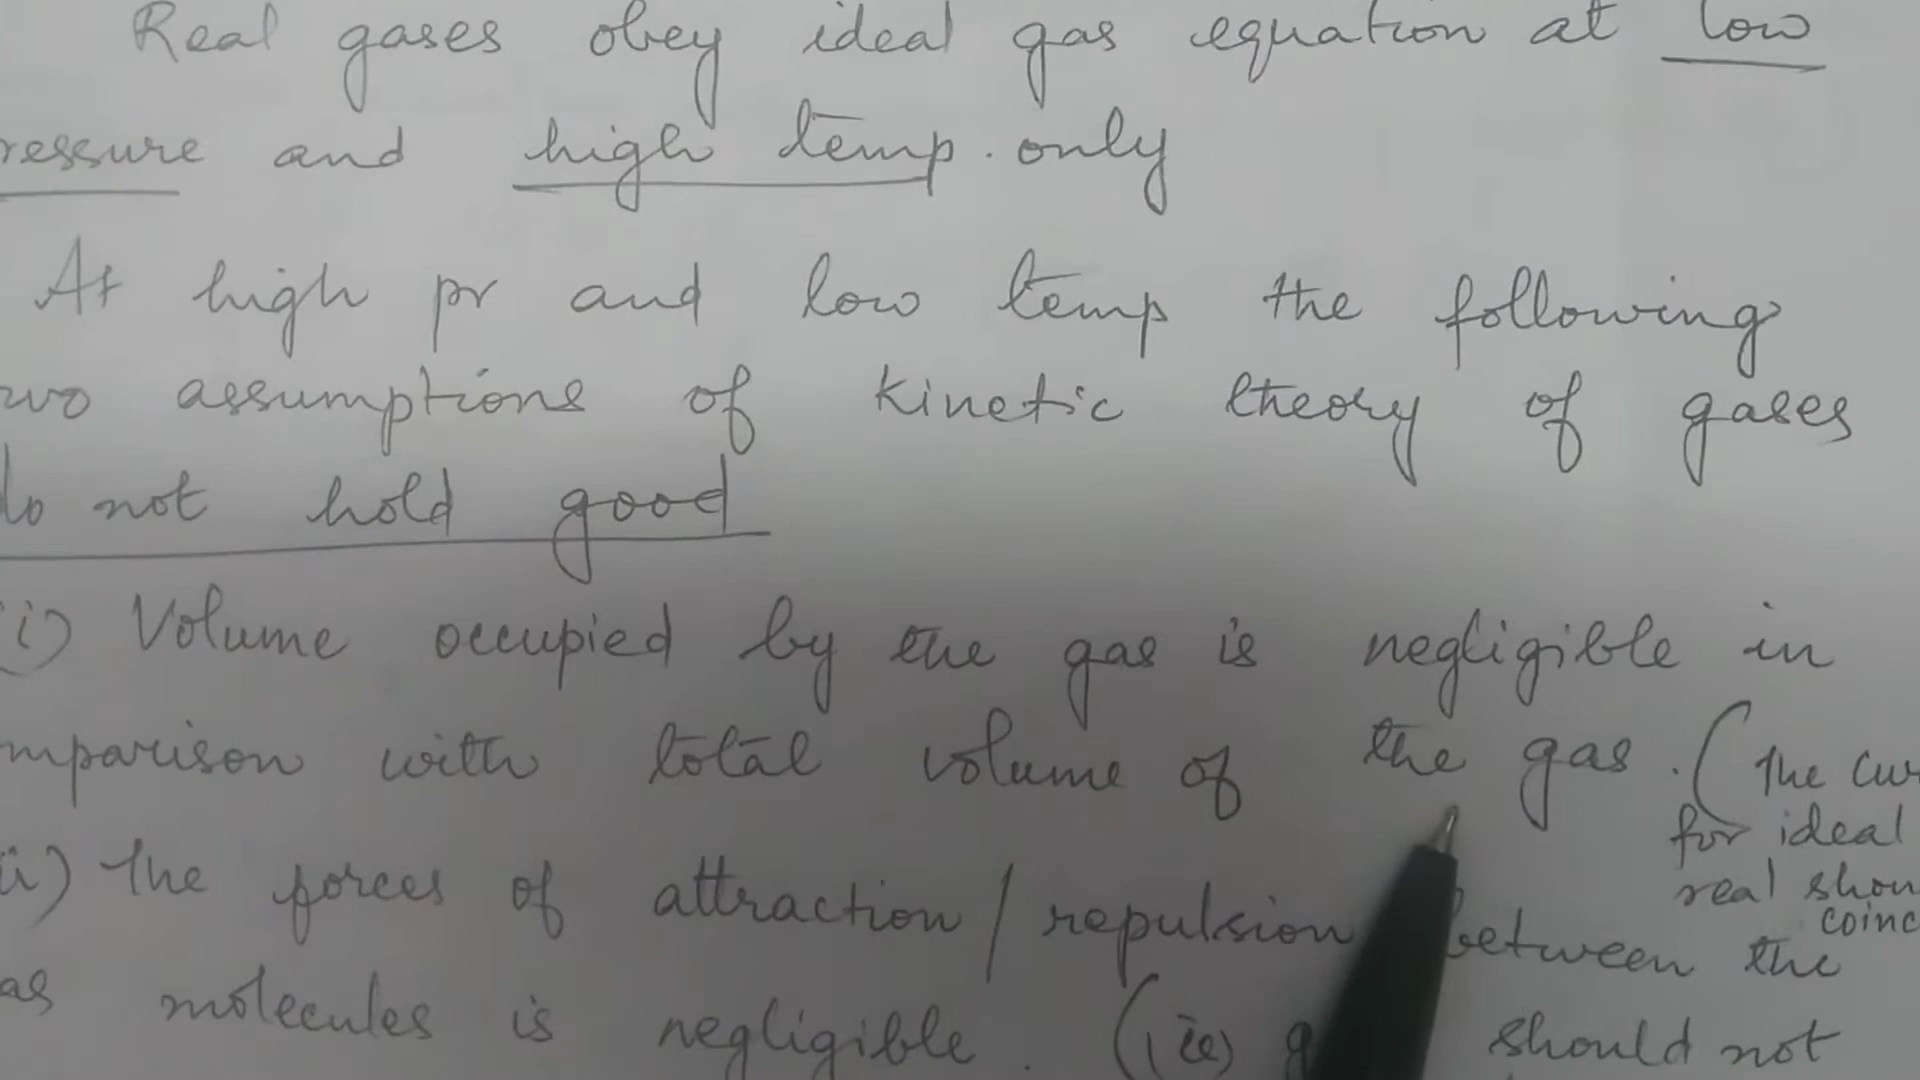 Real gases obey ideal gas equation at low
ressure and high temp. only
At high pr and low temp the following
wo assumptions of kinetic theory of gases
do not hold good
i) Volume occupied by the gas is negligible in
mparison with total volume of the gas. (The cur
for ideal
real shou
coinc
ii) The forces of attraction / repulsion between the
as molecules is negligible. (ie) g should not